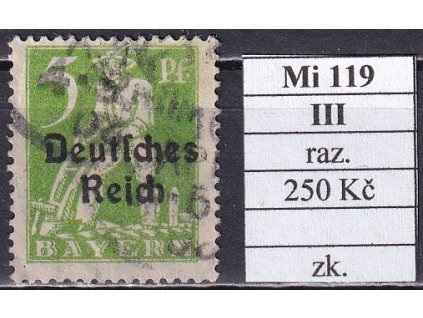 5 Pf.
Deutſches
Reich
BAYERN
Mi 119
III
raz.
250 Kč
zk.